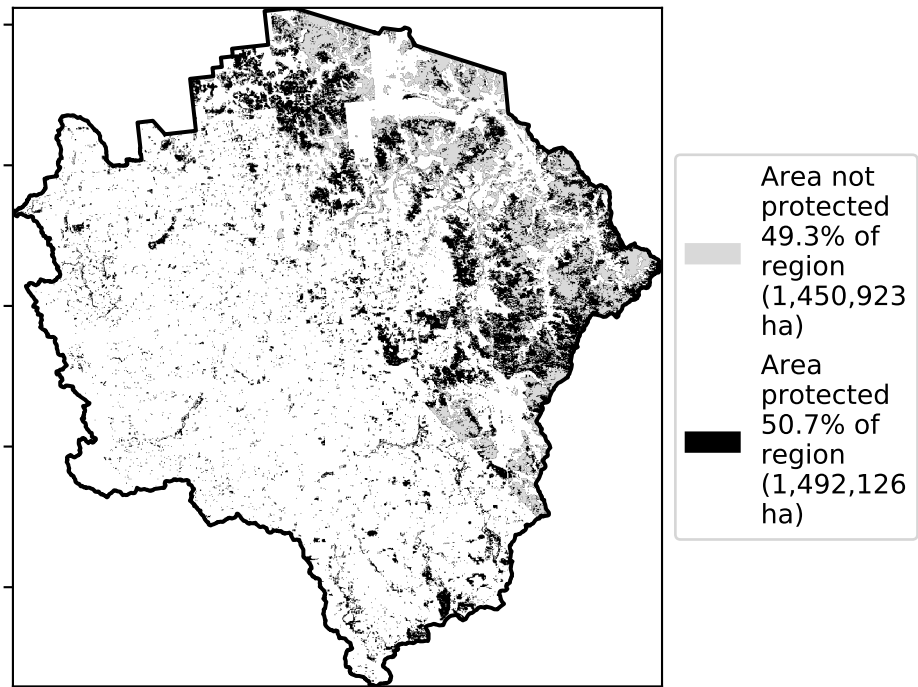 Area not
protected
49.3% of
region
(1,450,923
ha)
Area
protected
50.7% of
region
(1,492,126
ha)